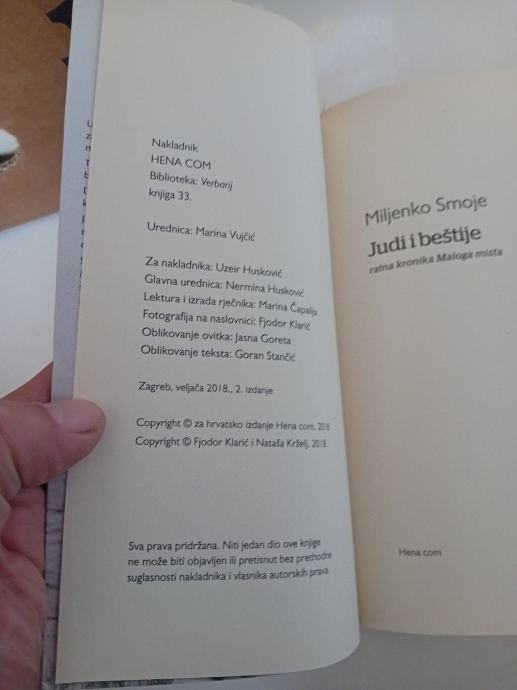 Nakladnik
HENA COM
Biblioteka: Verbarij
knjiga 33.
Urednica: Marina Vujčić
Za nakladnika: Uzeir Husković
Glavna urednica: Nermina Husković
Lektura i izrada rječnika: Marina Čapalija
Fotografija na naslovnici: Fjodor Klarić
Oblikovanje ovitka: Jasna Goreta
Oblikovanje teksta: Goran Stančić
Zagreb, veljača 2018., 2. izdanje
Copyright © za hrvatsko izdanje Hena com, 2018.
Copyright © Fjodor Klarić i Nataša Krželj, 2018.
Sva prava pridržana. Niti jedan dio ove knjige
ne može biti objavljen ili pretisnut bez prethodne
suglasnosti nakladnika i vlasnika autorskih prava.
Miljenko Smoje
Judi i beštije
ratna kronika Maloga mista
Hena com